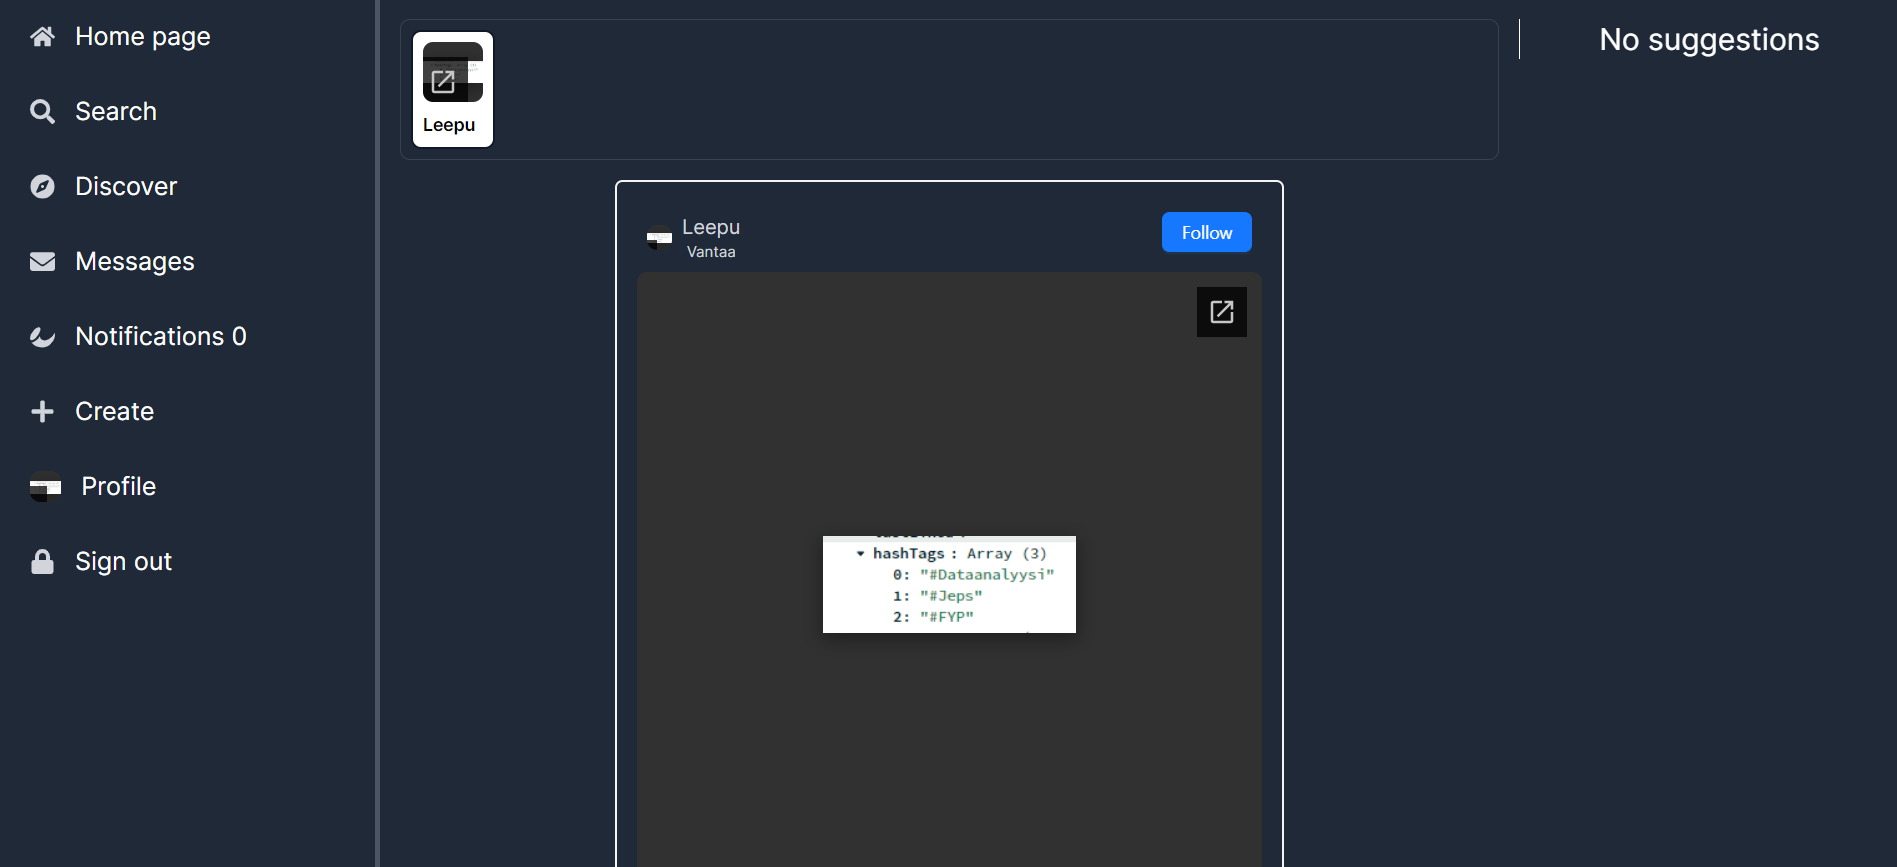 Home page
Search
Discover
Messages
Notifications 0
Create
Profile
Sign out
Leepu
No suggestions
Leepu
Vantaa
Follow
hashTags : Array (3)
0: "#Dataanalyysi"
1: "#Jeps"
2: "#FYP"